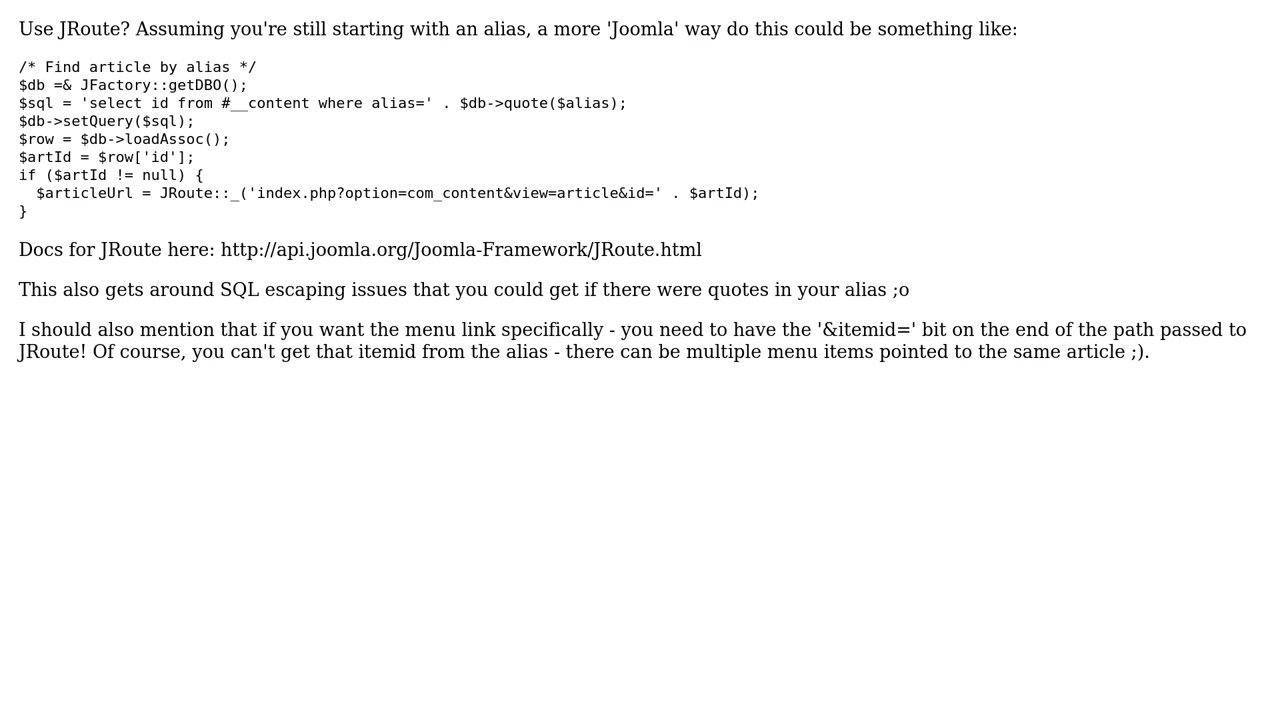 Use JRoute? Assuming you're still starting with an alias, a more 'Joomla' way do this could be something like:
/* Find article by alias */
$db =& JFactory::getDBO();
$sql = 'select id from #__content where alias=' . $db->quote($alias);
$db->setQuery($sql);
$row = $db->loadAssoc();
$artId = $row['id'];
if ($artId != null) {
  $articleUrl = JRoute::_('index.php?option=com_content&view=article&id=' . $artId);
}
Docs for JRoute here: http://api.joomla.org/Joomla-Framework/JRoute.html
This also gets around SQL escaping issues that you could get if there were quotes in your alias ;o
I should also mention that if you want the menu link specifically - you need to have the '&itemid=' bit on the end of the path passed to
JRoute! Of course, you can't get that itemid from the alias - there can be multiple menu items pointed to the same article ;).